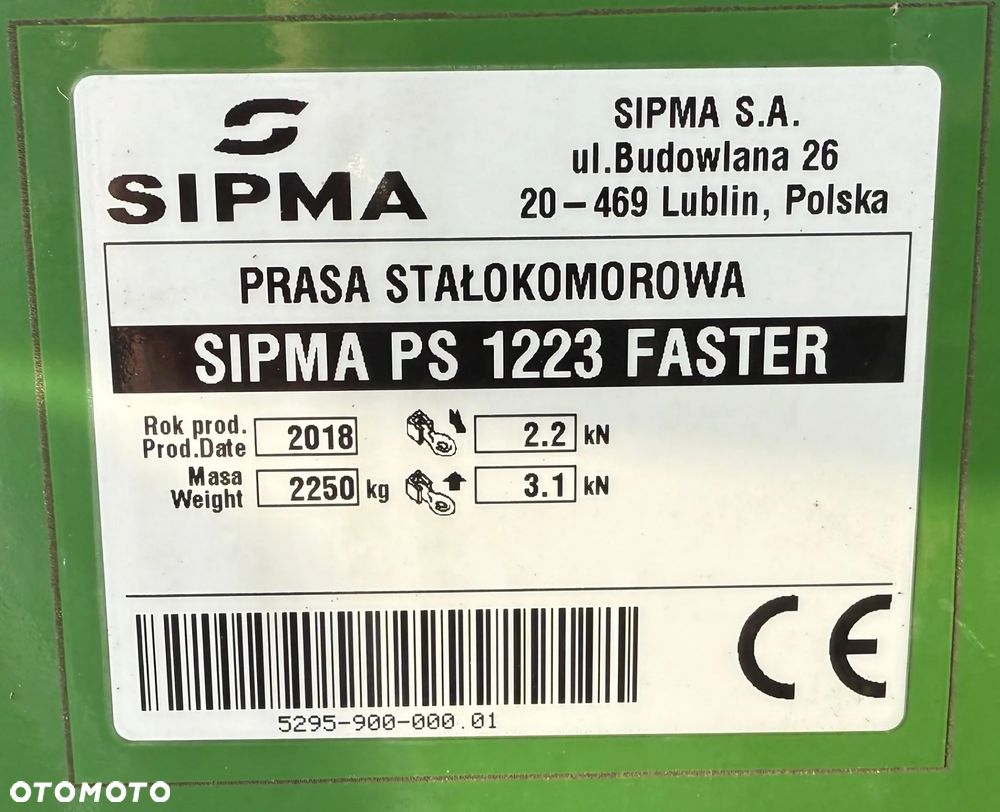 SIPMA
SIPMA S.A.
ul.Budowlana 26
20-469 Lublin, Polska
PRASA STAŁOKOMOROWA
SIPMA PS 1223 FASTER
Rok prod.
Prod.Date 2018
2.2 kN
Masa
Weight 2250 kg
3.1 kN
5295-900-000.01
CE
OTOMOTO